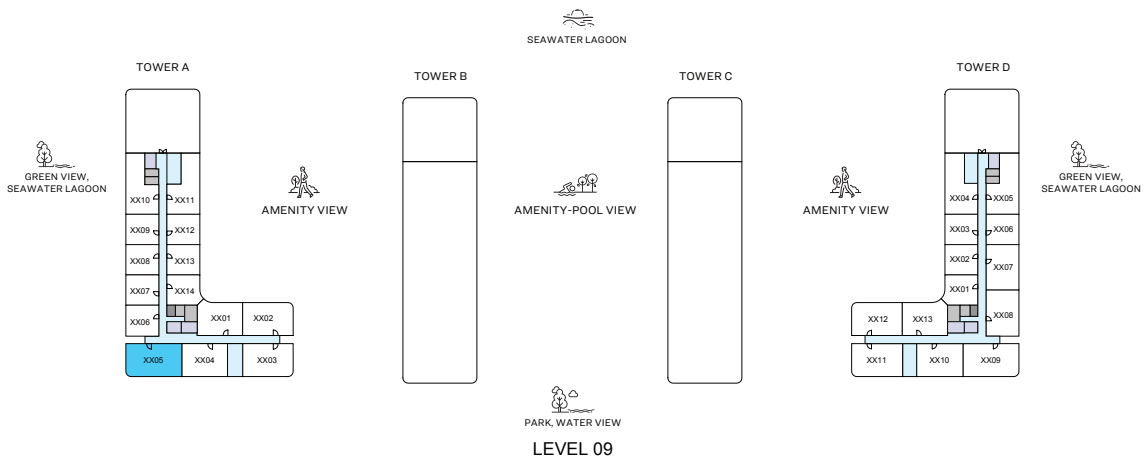 SEAWATER LAGOON
TOWER A
TOWER B
TOWER C
TOWER D
GREEN VIEW,
SEAWATER LAGOON
AMENITY VIEW
AMENITY-POOL VIEW
AMENITY VIEW
GREEN VIEW,
SEAWATER LAGOON
XX10
XX11
XX09
XX12
XX08
XX13
XX07
XX14
XX06
XX01
XX02
XX05
XX04
XX03
XX04
XX05
XX03
XX06
XX02
XX07
XX01
XX08
XX12
XX13
XX11
XX10
XX09
PARK, WATER VIEW
LEVEL 09